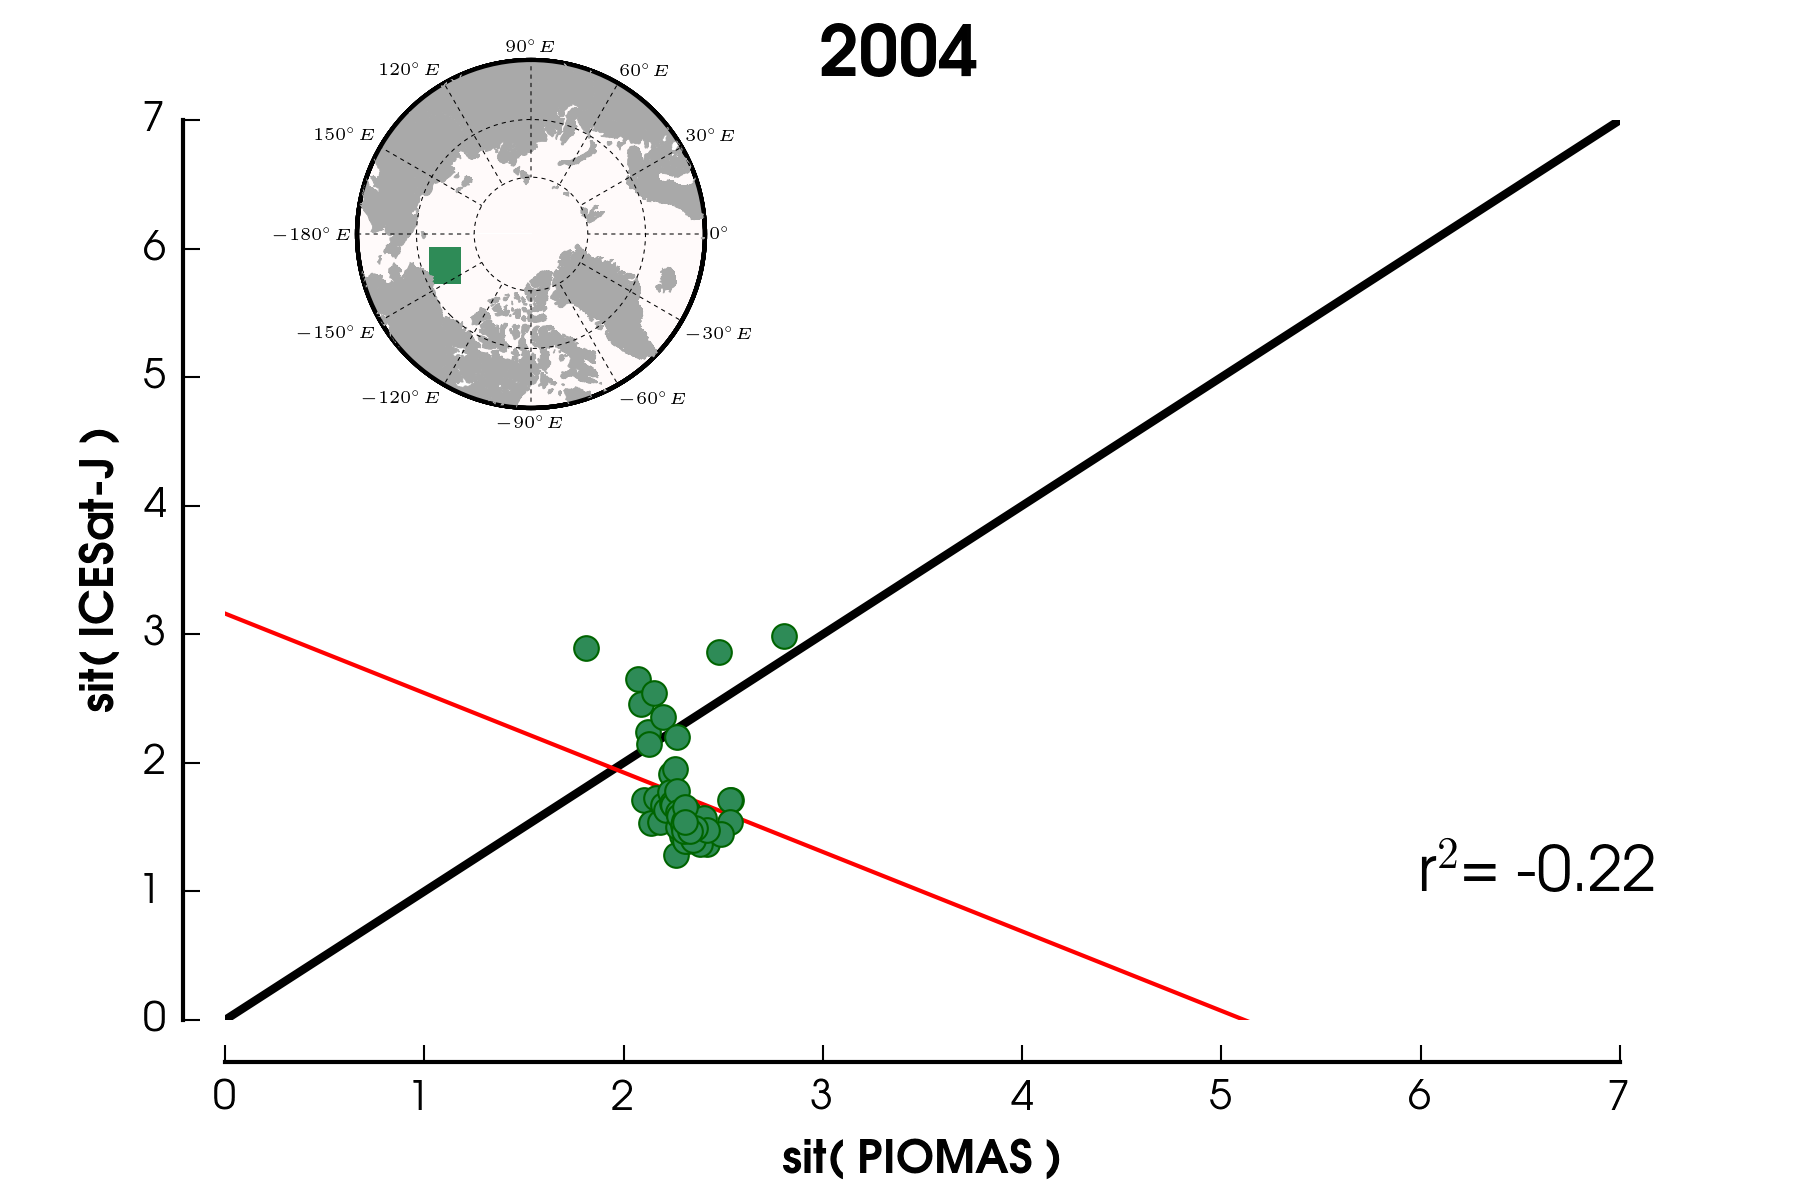 2004
90° E
120° E
60° E
150° E
30° E
−180° E
0°
−150° E
−30° E
−120° E
−60° E
−90° E
7
6
5
4
3
2
1
0
sit( ICESat-J )
r²= -0.22
0 1 2 3 4 5 6 7
sit( PIOMAS )